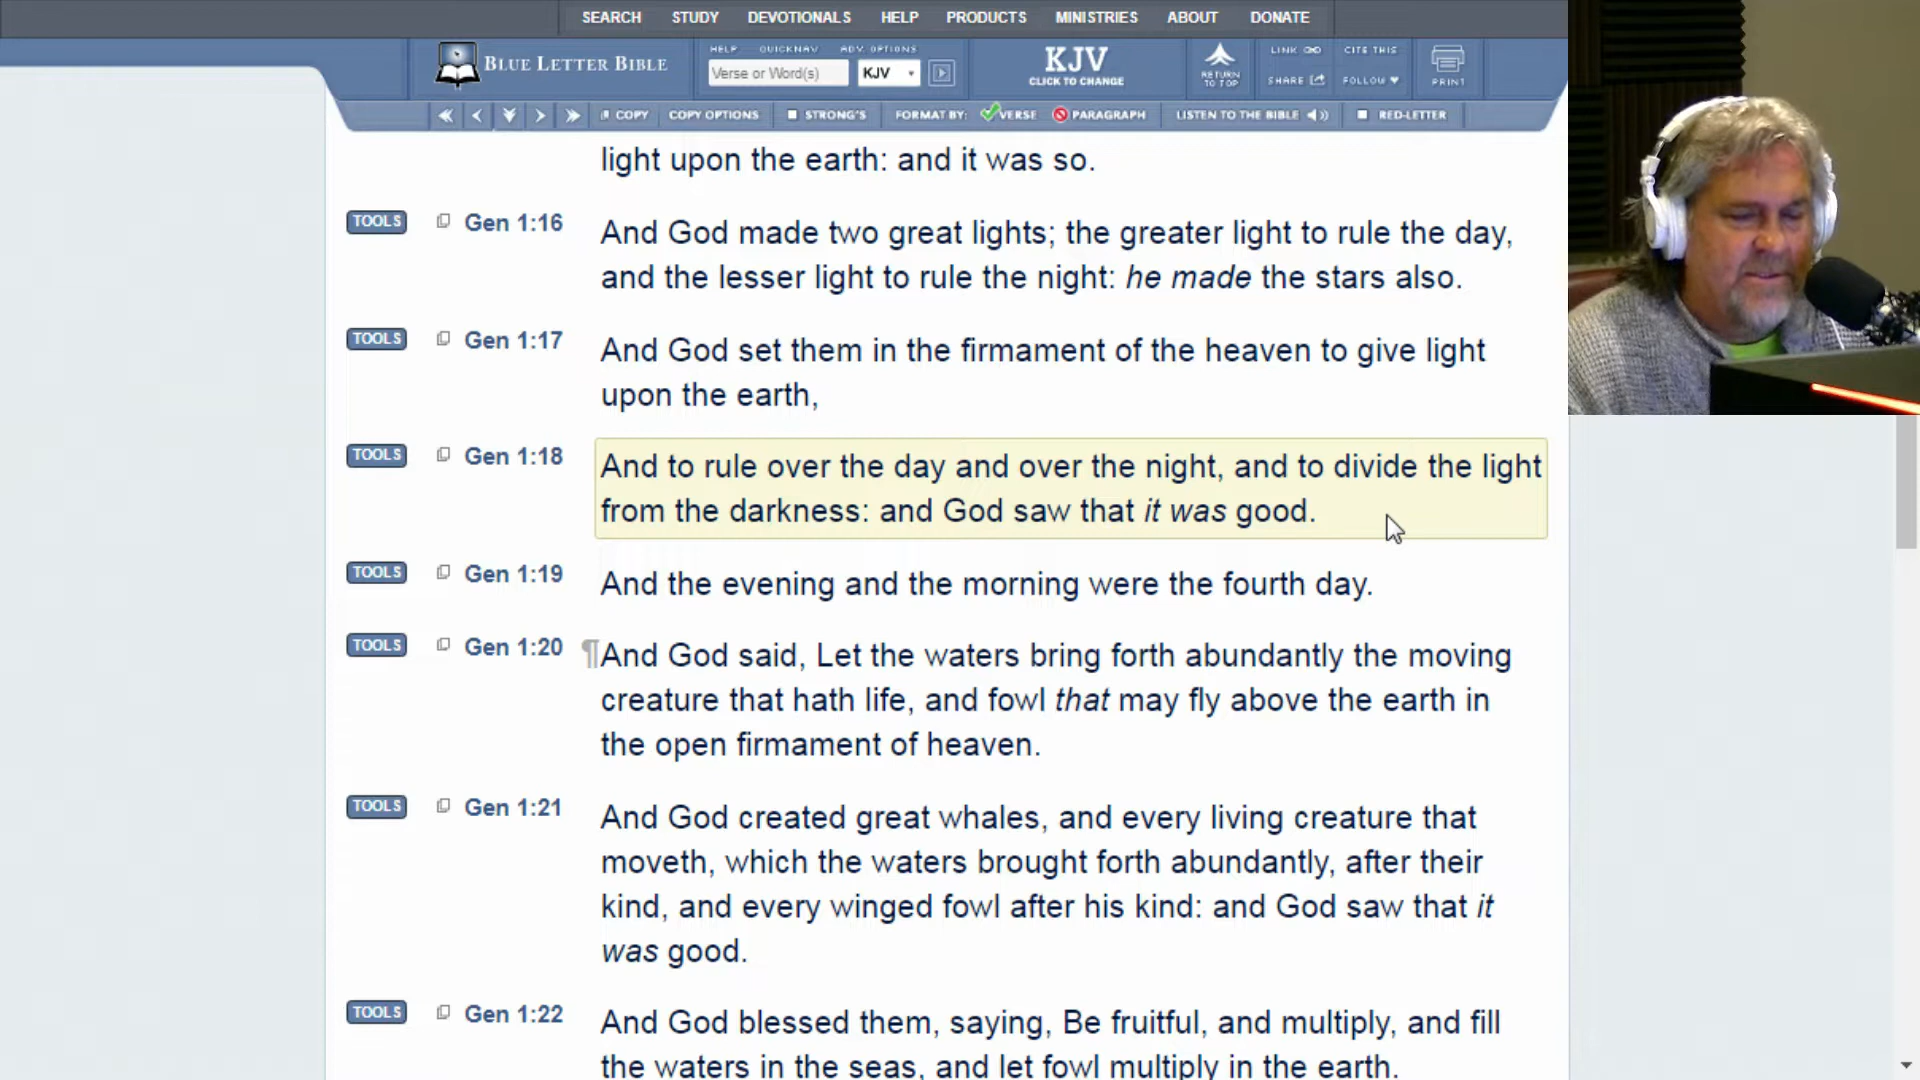 SEARCH STUDY DEVOTIONALS HELP PRODUCTS MINISTRIES ABOUT DONATE
BLUE LETTER BIBLE
HELP QUICKNAV ADV. OPTIONS
Verse or Word(s) KJV
KJV
CLICK TO CHANGE
RETURN
TO TOP
LINK CITE THIS
SHARE FOLLOW
PRINT
COPY COPY OPTIONS STRONG'S FORMAT BY: VERSE PARAGRAPH LISTEN TO THE BIBLE RED-LETTER
light upon the earth: and it was so.
TOOLS Gen 1:16 And God made two great lights; the greater light to rule the day,
and the lesser light to rule the night: he made the stars also.
TOOLS Gen 1:17 And God set them in the firmament of the heaven to give light
upon the earth,
TOOLS Gen 1:18 And to rule over the day and over the night, and to divide the light
from the darkness: and God saw that it was good.
TOOLS Gen 1:19 And the evening and the morning were the fourth day.
TOOLS Gen 1:20 ¶And God said, Let the waters bring forth abundantly the moving
creature that hath life, and fowl that may fly above the earth in
the open firmament of heaven.
TOOLS Gen 1:21 And God created great whales, and every living creature that
moveth, which the waters brought forth abundantly, after their
kind, and every winged fowl after his kind: and God saw that it
was good.
TOOLS Gen 1:22 And God blessed them, saying, Be fruitful, and multiply, and fill
the waters in the seas, and let fowl multiply in the earth.